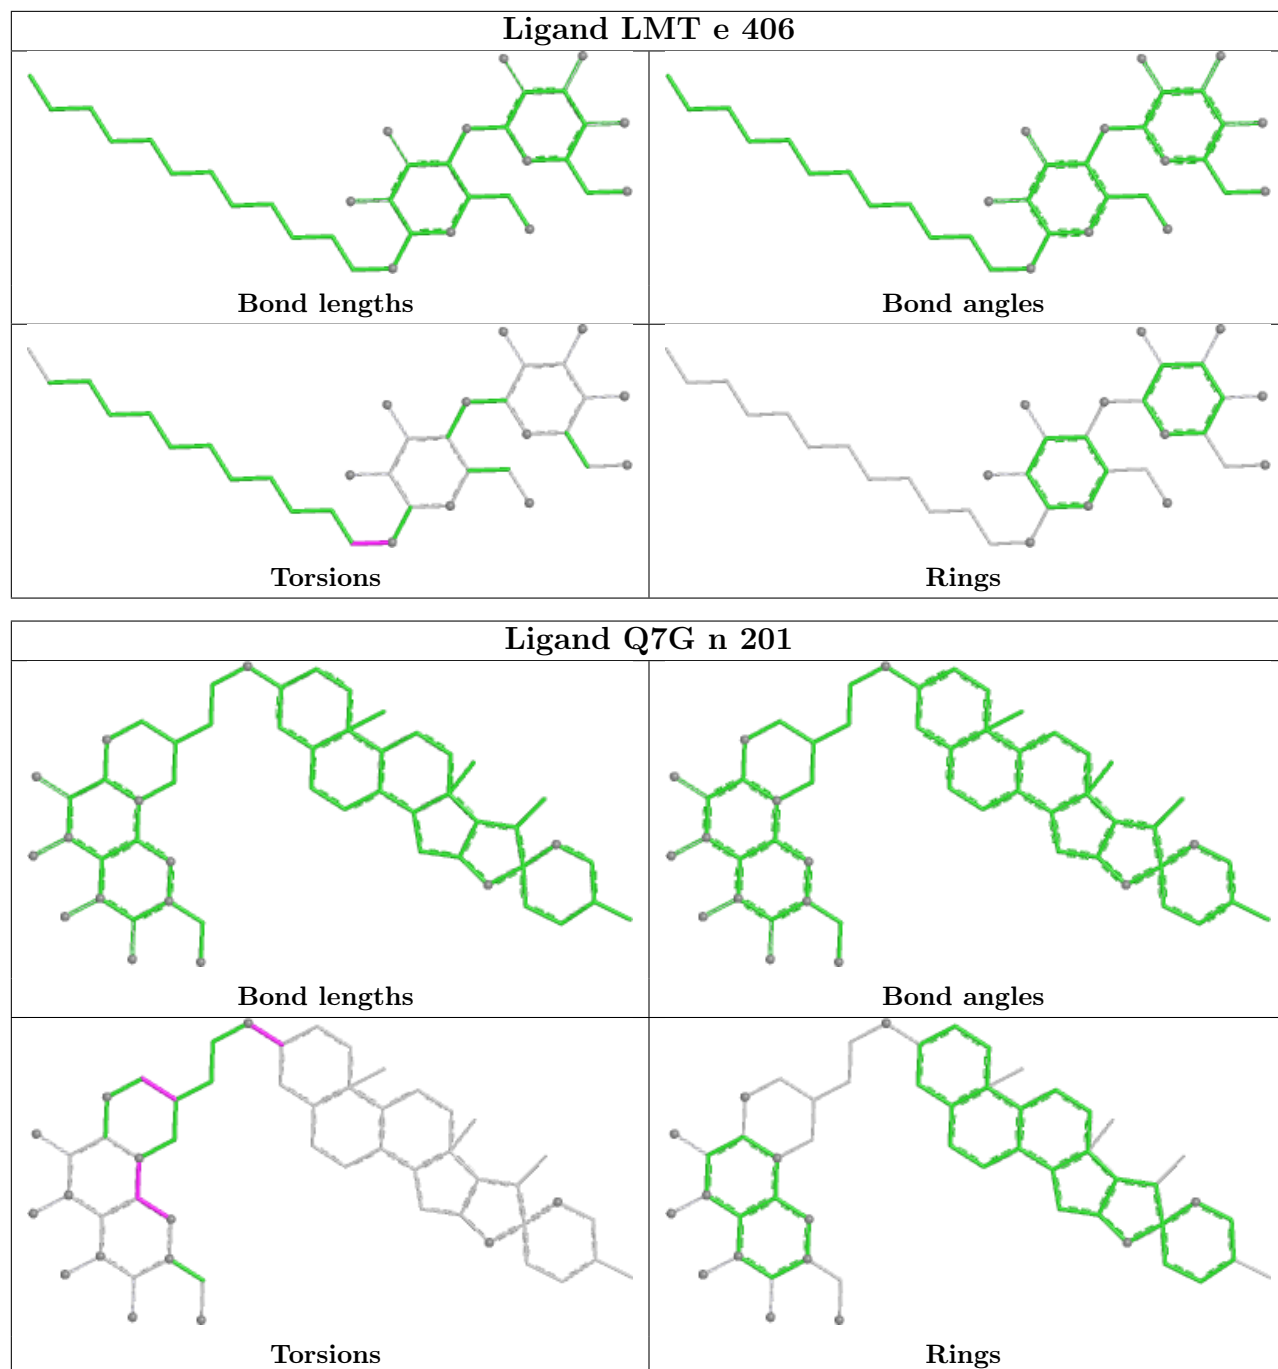 Ligand LMT e 406
Bond lengths
Bond angles
Torsions
Rings
Ligand Q7G n 201
Bond lengths
Bond angles
Torsions
Rings